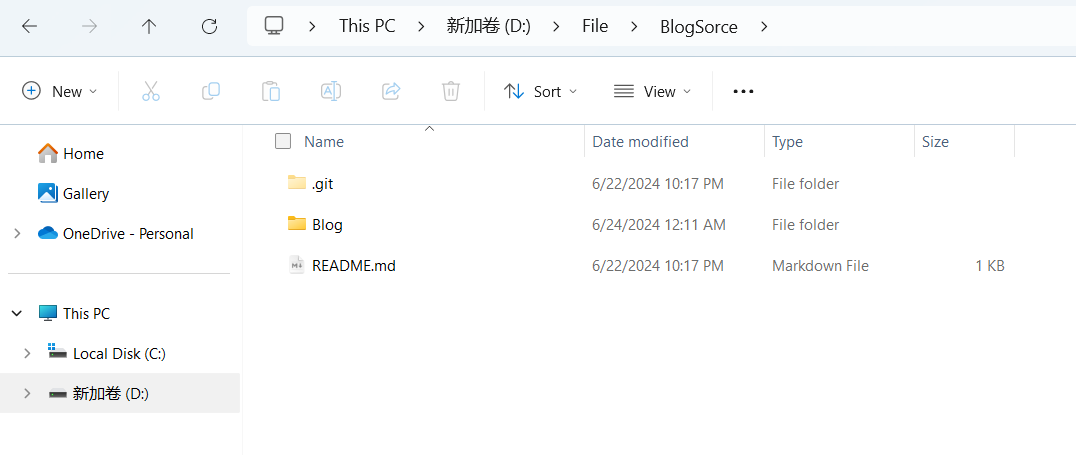 This PC > 新加卷 (D:) > File > BlogSorce >
New Sort View
Name Date modified Type Size
.git 6/22/2024 10:17 PM File folder
Blog 6/24/2024 12:11 AM File folder
README.md 6/22/2024 10:17 PM Markdown File 1 KB
Home
Gallery
OneDrive - Personal
This PC
Local Disk (C:)
新加卷 (D:)